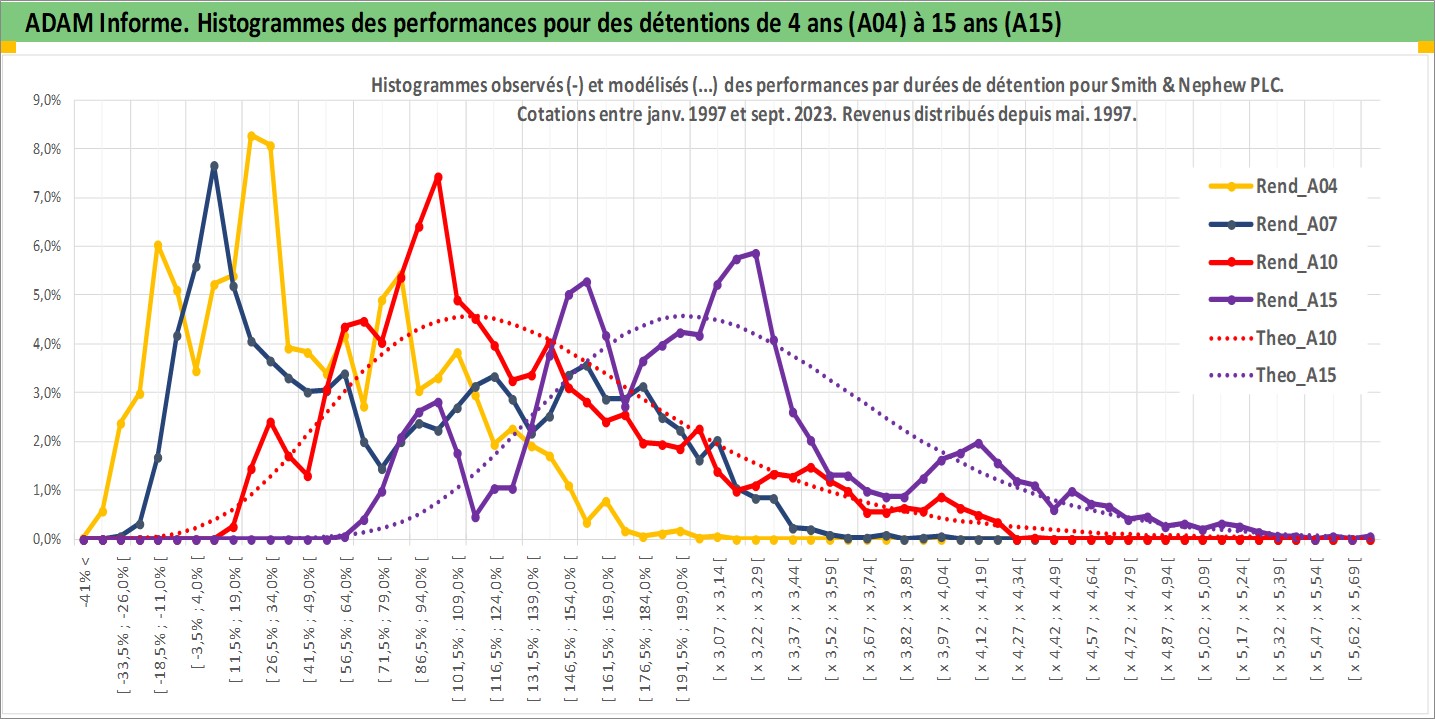 ADAM Informe. Histogrammes des performances pour des détentions de 4 ans (A04) à 15 ans (A15)
Histogrammes observés (-) et modélisés (...) des performances par durées de détention pour Smith & Nephew PLC.
Cotations entre janv. 1997 et sept. 2023. Revenus distribués depuis mai. 1997.
9,0%
8,0%
7,0%
6,0%
5,0%
4,0%
3,0%
2,0%
1,0%
0,0%
Rend_A04
Rend_A07
Rend_A10
Rend_A15
Theo_A10
Theo_A15
-41% <
[ -33,5% ; -26,0% [
[ -18,5% ; -11,0% [
[ -3,5% ; 4,0% [
[ 11,5% ; 19,0% [
[ 26,5% ; 34,0% [
[ 41,5% ; 49,0% [
[ 56,5% ; 64,0% [
[ 71,5% ; 79,0% [
[ 86,5% ; 94,0% [
[ 101,5% ; 109,0% [
[ 116,5% ; 124,0% [
[ 131,5% ; 139,0% [
[ 146,5% ; 154,0% [
[ 161,5% ; 169,0% [
[ 176,5% ; 184,0% [
[ 191,5% ; 199,0% [
[ x 3,07 ; x 3,14 [
[ x 3,22 ; x 3,29 [
[ x 3,37 ; x 3,44 [
[ x 3,52 ; x 3,59 [
[ x 3,67 ; x 3,74 [
[ x 3,82 ; x 3,89 [
[ x 3,97 ; x 4,04 [
[ x 4,12 ; x 4,19 [
[ x 4,27 ; x 4,34 [
[ x 4,42 ; x 4,49 [
[ x 4,57 ; x 4,64 [
[ x 4,72 ; x 4,79 [
[ x 4,87 ; x 4,94 [
[ x 5,02 ; x 5,09 [
[ x 5,17 ; x 5,24 [
[ x 5,32 ; x 5,39 [
[ x 5,47 ; x 5,54 [
[ x 5,62 ; x 5,69 [